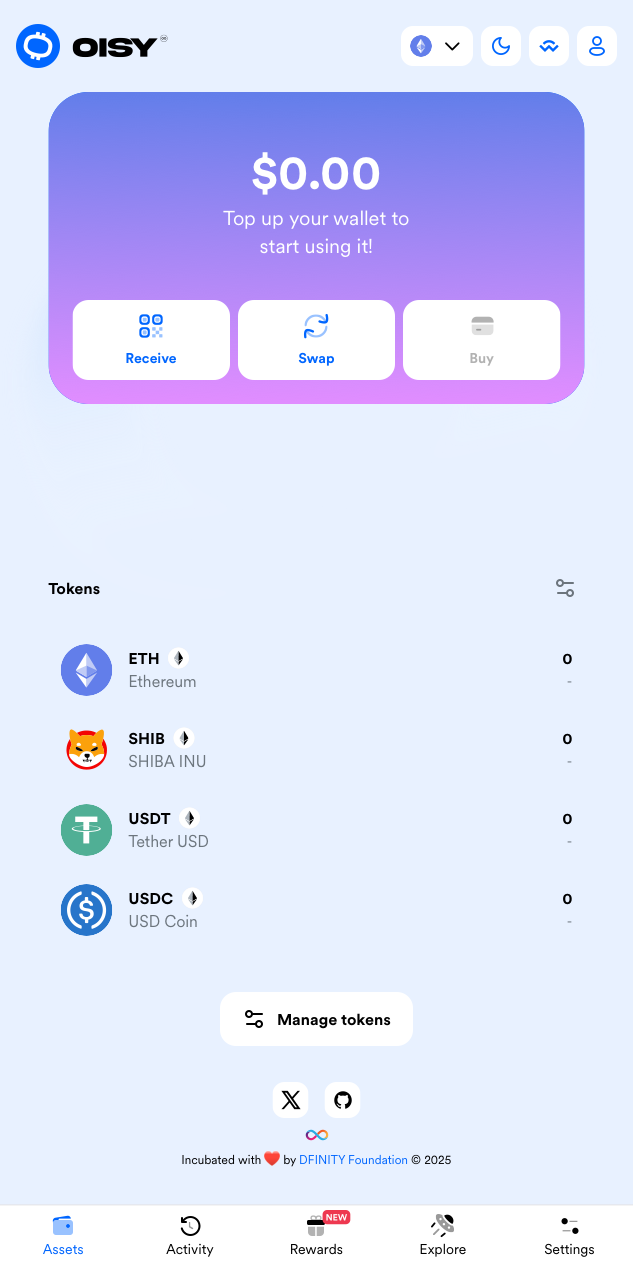 OISY
$0.00
Top up your wallet to
start using it!
Receive
Swap
Buy
Tokens
ETH
0
Ethereum
-
SHIB
0
SHIBA INU
-
USDT
0
Tether USD
-
USDC
0
USD Coin
-
Manage tokens
Incubated with ❤️ by DFINITY Foundation © 2025
NEW
Assets
Activity
Rewards
Explore
Settings